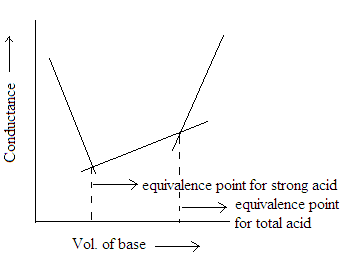 Conductance
equivalence point for strong acid
equivalence point
for total acid
Vol. of base